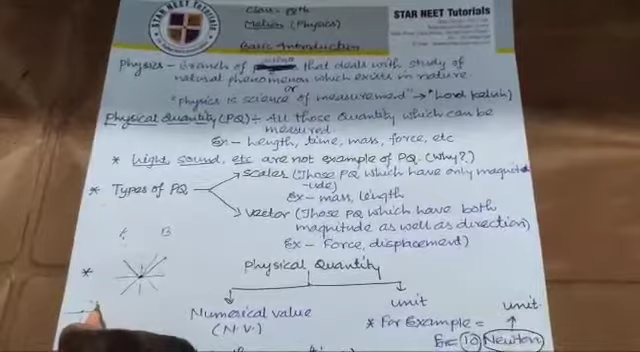 STAR NEET Tutorials
STAR NEET Tutorials
Class - 9th
Motion (Physics)
Basic Introduction
Physics - Branch of science that deals with study of
natural phenomenon which exists in nature.
or
"Physics is science of measurement" → "Lord Kelvin)
Physical Quantity (PQ) ÷ All those Quantity which can be
measured
Ex - Length, time, mass, force, etc
* Light, sound, etc are not example of PQ. (Why?)
* Types of PQ
scaler (Those PQ which have only magnit
-ude)
Ex - mass, length
vector (Those PQ which have both
magnitude as well as direction)
Ex - Force, displacement)
A B
*
Physical Quantity
Numerical value
(N.V.)
unit
* For Example =
unit
10 Newton